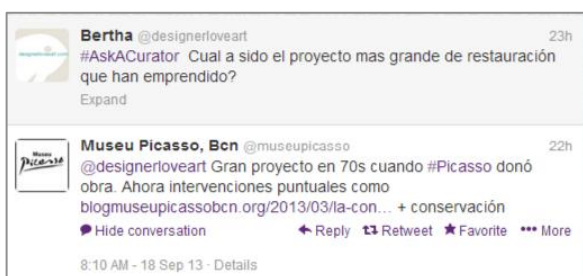 Bertha @designerloveart 23h
#AskACurator Cual a sido el proyecto mas grande de restauración
que han emprendido?
Expand
Museu Picasso, Bcn @museupicasso 22h
@designerloveart Gran proyecto en 70s cuando #Picasso donó
obra. Ahora intervenciones puntuales como
blogmuseupicassobcn.org/2013/03/la-con... + conservación
Hide conversation Reply Retweet Favorite More
8:10 AM - 18 Sep 13 · Details